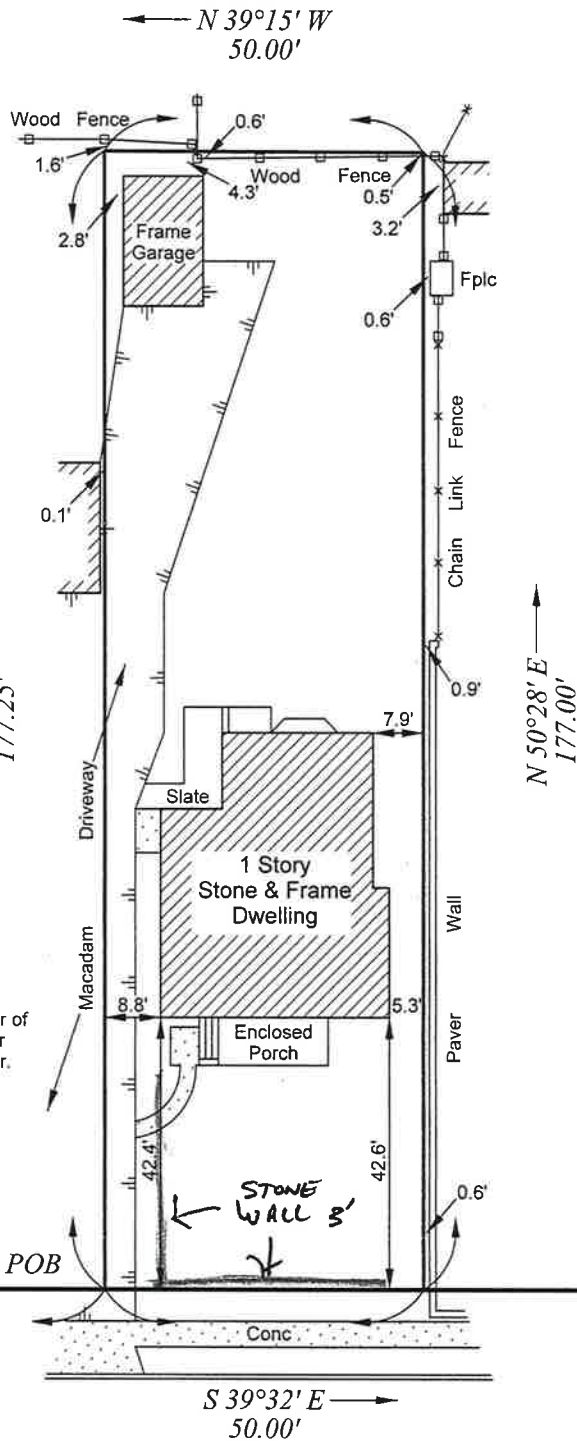 N 39°15' W
50.00'
Wood Fence
0.6'
1.6'
4.3'
Wood Fence
0.5'
2.8'
3.2'
Frame
Garage
Fplc
0.6'
Chain Link Fence
0.1'
177.25'
N 50°28' E
177.00'
0.9'
7.9'
Driveway
Slate
1 Story
Stone & Frame
Dwelling
Macadam
Paver Wall
r of
r
r.
8.8'
5.3'
Enclosed
Porch
42.4'
42.6'
STONE
WALL 3'
0.6'
POB
Conc
S 39°32' E
50.00'